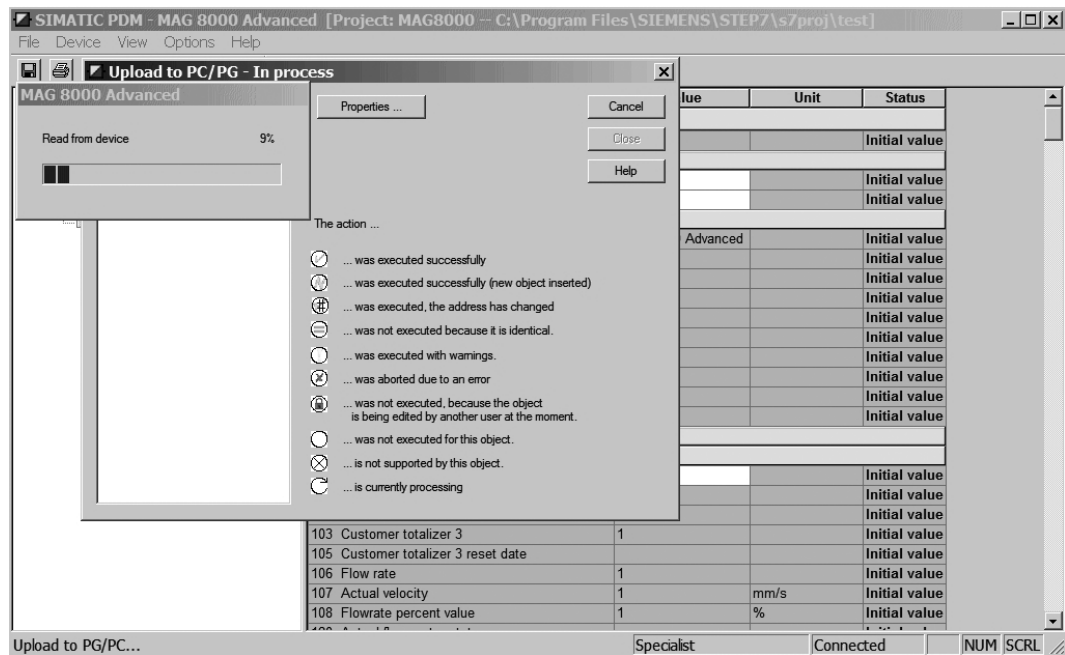 SIMATIC PDM - MAG 8000 Advanced [Project: MAG8000 -- C:\Program Files\SIEMENS\STEP7\s7proj\test]
File Device View Options Help
Upload to PC/PG - In process
MAG 8000 Advanced
Read from device 9%
Properties ...
Cancel
Close
Help
The action ...
... was executed successfully
... was executed successfully (new object inserted)
... was executed, the address has changed
... was not executed because it is identical.
... was executed with warnings.
... was aborted due to an error
... was not executed, because the object
is being edited by another user at the moment.
... was not executed for this object.
... is not supported by this object.
... is currently processing
lue Unit Status
Initial value
Initial value
Initial value
Advanced Initial value
Initial value
Initial value
Initial value
Initial value
Initial value
Initial value
Initial value
Initial value
Initial value
Initial value
Initial value
Initial value
103 Customer totalizer 3 1 Initial value
105 Customer totalizer 3 reset date Initial value
106 Flow rate 1 Initial value
107 Actual velocity 1 mm/s Initial value
108 Flowrate percent value 1 % Initial value
Upload to PG/PC... Specialist Connected NUM SCRL